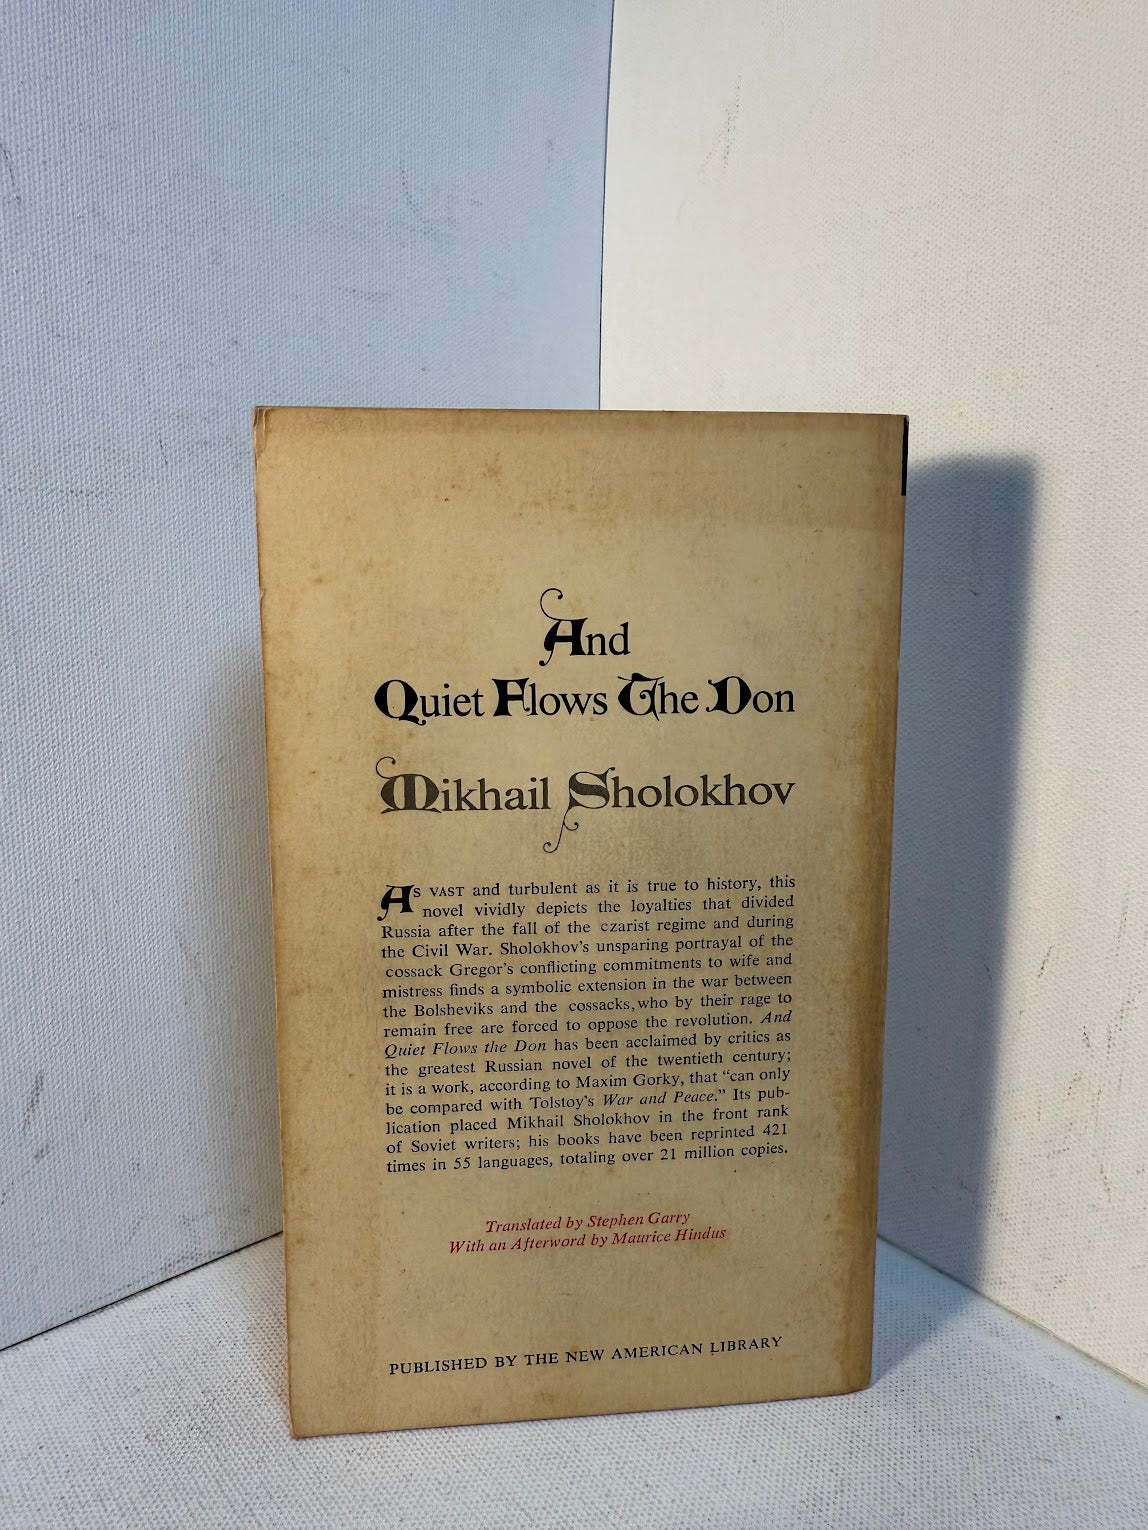 And
Quiet Flows The Don
Mikhail Sholokhov
As VAST and turbulent as it is true to history, this
novel vividly depicts the loyalties that divided
Russia after the fall of the czarist regime and during
the Civil War. Sholokhov's unsparing portrayal of the
cossack Gregor's conflicting commitments to wife and
mistress finds a symbolic extension in the war between
the Bolsheviks and the cossacks, who by their rage to
remain free are forced to oppose the revolution. And
Quiet Flows the Don has been acclaimed by critics as
the greatest Russian novel of the twentieth century;
it is a work, according to Maxim Gorky, that "can only
be compared with Tolstoy's War and Peace." Its pub-
lication placed Mikhail Sholokhov in the front rank
of Soviet writers; his books have been reprinted 421
times in 55 languages, totaling over 21 million copies.
Translated by Stephen Garry
With an Afterword by Maurice Hindus
PUBLISHED BY THE NEW AMERICAN LIBRARY